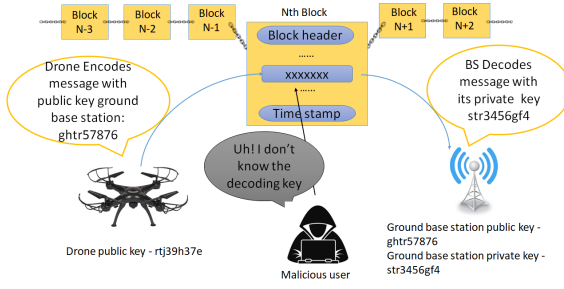 Nth Block
Block
N-3
Block
N-2
Block
N-1
Block
N+1
Block
N+2
Block header
......
xxxxxxx
......
Time stamp
Drone Encodes
message with
public key ground
base station:
ghtr57876
BS Decodes
message with
its private key
str3456gf4
Uh! I don't
know the
decoding key
Drone public key - rtj39h37e
Malicious user
Ground base station public key -
ghtr57876
Ground base station private key -
str3456gf4